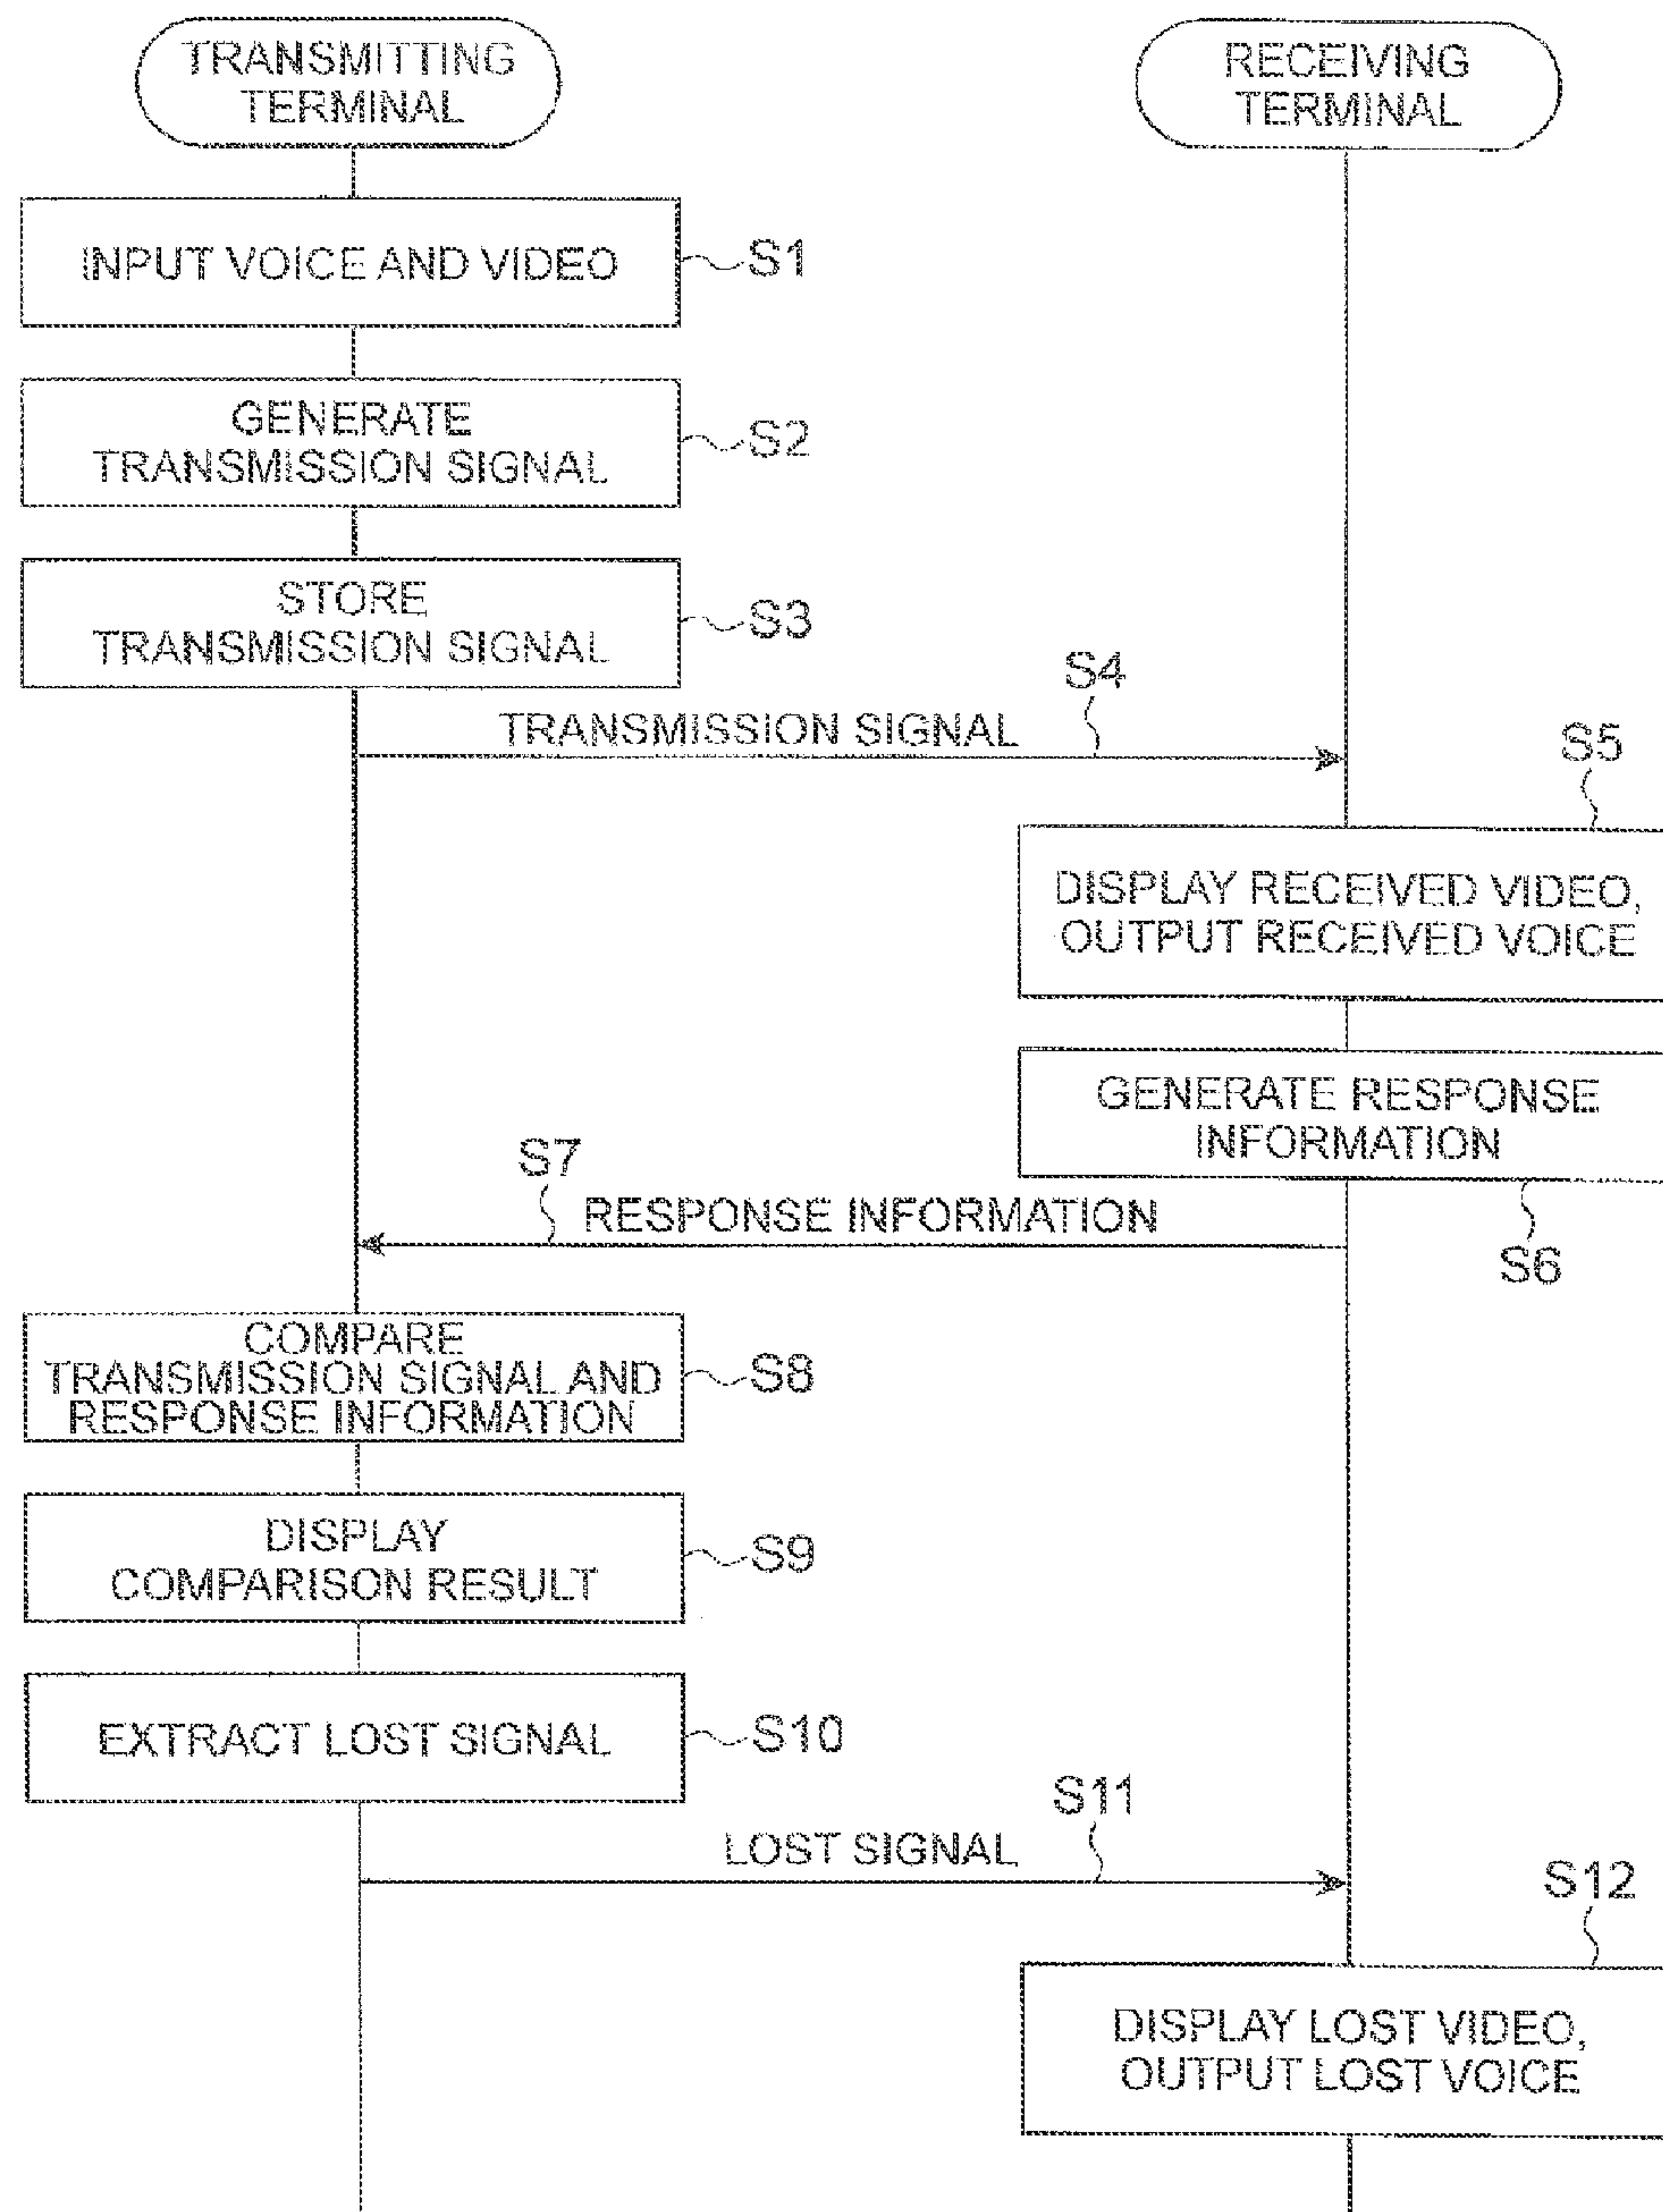 TRANSMITTING
TERMINAL
RECEIVING
TERMINAL
INPUT VOICE AND VIDEO
S1
GENERATE
TRANSMISSION SIGNAL
S2
STORE
TRANSMISSION SIGNAL
S3
S4
TRANSMISSION SIGNAL
S5
DISPLAY RECEIVED VIDEO,
OUTPUT RECEIVED VOICE
GENERATE RESPONSE
INFORMATION
S6
S7
RESPONSE INFORMATION
COMPARE
TRANSMISSION SIGNAL AND
RESPONSE INFORMATION
S8
DISPLAY
COMPARISON RESULT
S9
EXTRACT LOST SIGNAL
S10
S11
LOST SIGNAL
S12
DISPLAY LOST VIDEO,
OUTPUT LOST VOICE